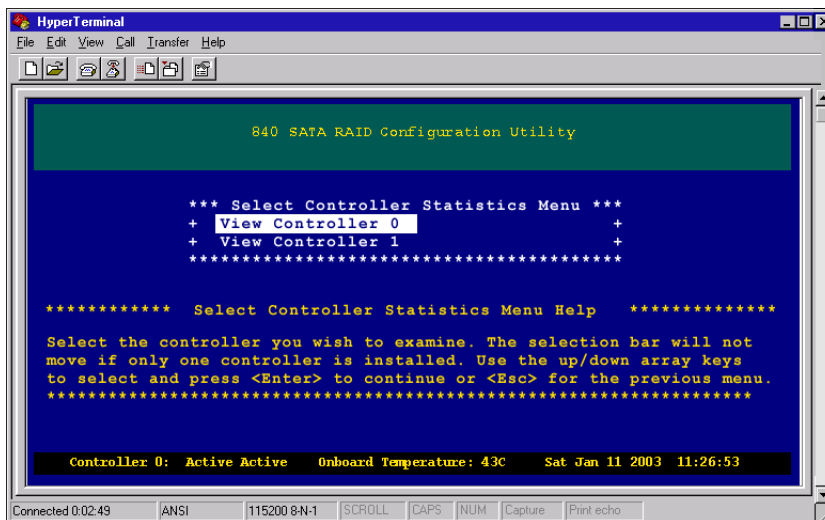 HyperTerminal
File Edit View Call Transfer Help
840 SATA RAID Configuration Utility
*** Select Controller Statistics Menu ***
+ View Controller 0 +
+ View Controller 1 +
******************************************
************ Select Controller Statistics Menu Help **************
Select the controller you wish to examine. The selection bar will not
move if only one controller is installed. Use the up/down array keys
to select and press <Enter> to continue or <Esc> for the previous menu.
*********************************************************************
Controller 0: Active Active Onboard Temperature: 43C Sat Jan 11 2003 11:26:53
Connected 0:02:49 ANSI 115200 8-N-1 SCROLL CAPS NUM Capture Print echo